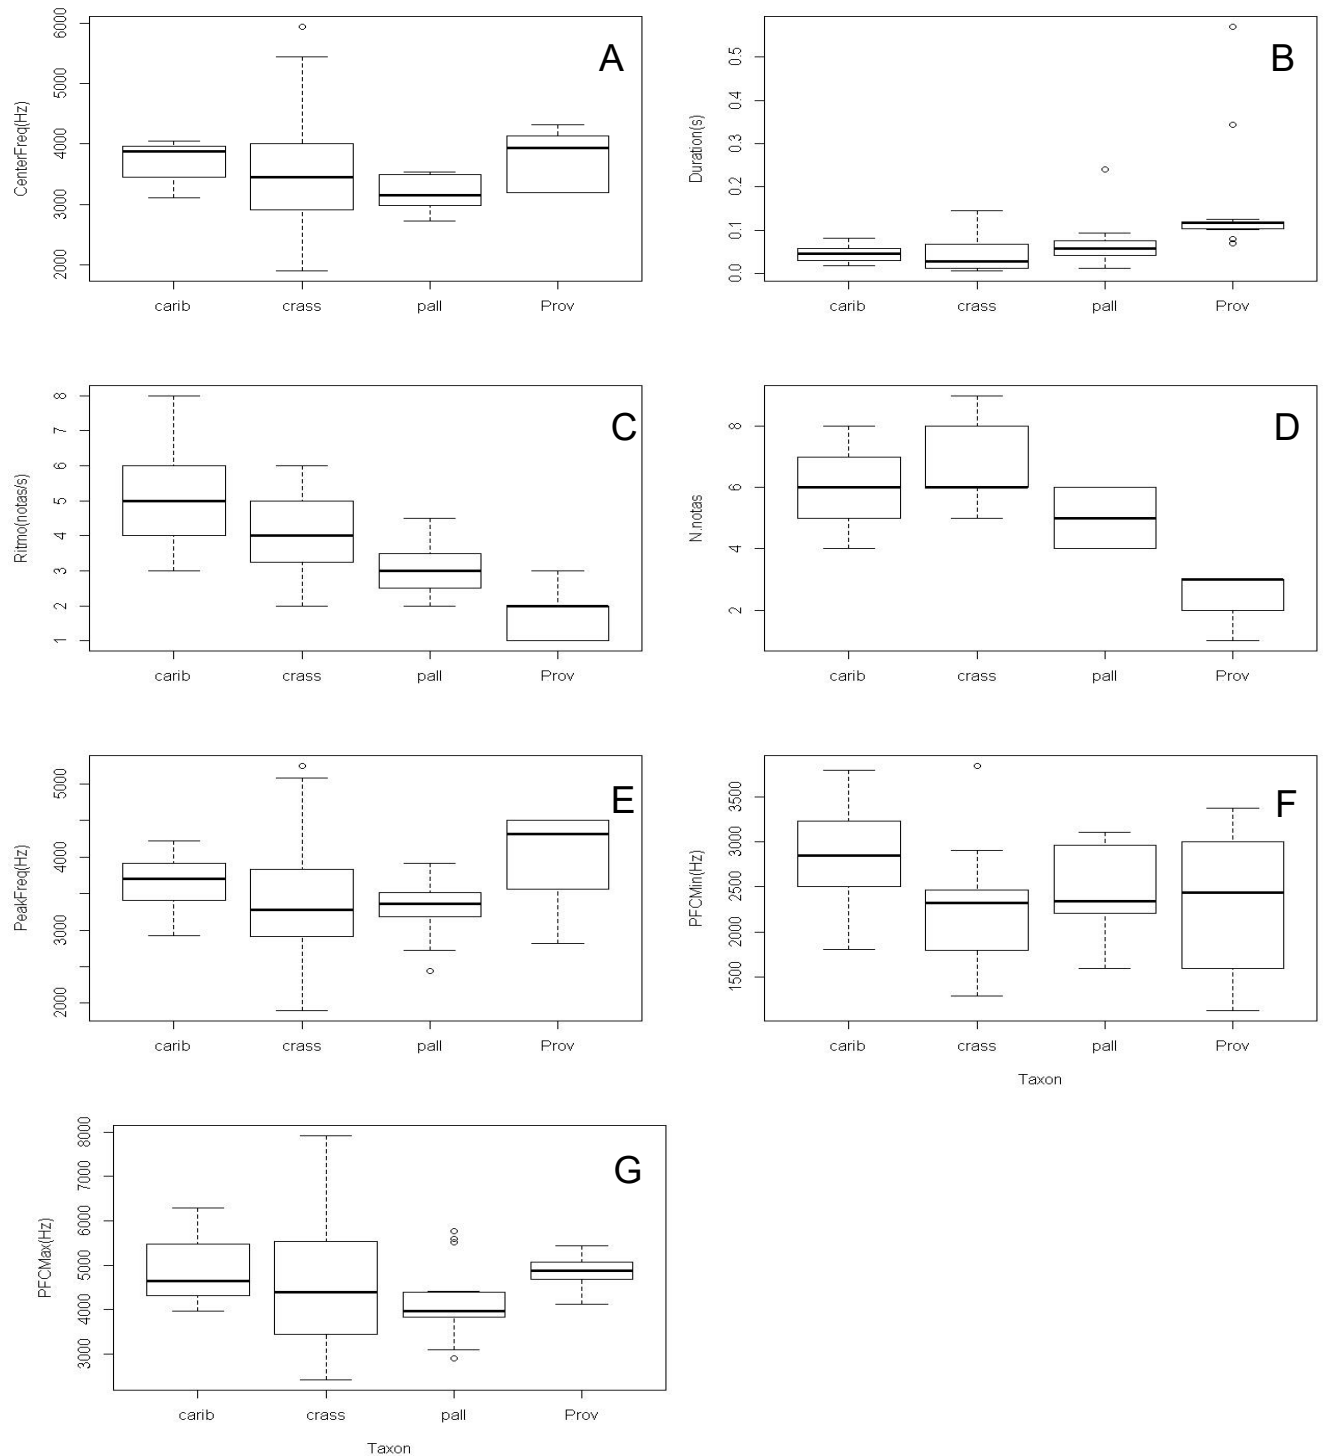 A
CenterFreq(Hz)
6000
5000
4000
3000
2000
carib crass pall Prov
B
Duration(s)
0.5
0.4
0.3
0.2
0.1
0.0
carib crass pall Prov
C
Ritmo(notas/s)
8
7
6
5
4
3
2
1
carib crass pall Prov
D
N.notas
8
6
4
2
carib crass pall Prov
E
PeakFreq(Hz)
5000
4000
3000
2000
carib crass pall Prov
F
PFCMin(Hz)
3500
3000
2500
2000
1500
carib crass pall Prov
Taxon
G
PFCMax(Hz)
8000
7000
6000
5000
4000
3000
carib crass pall Prov
Taxon